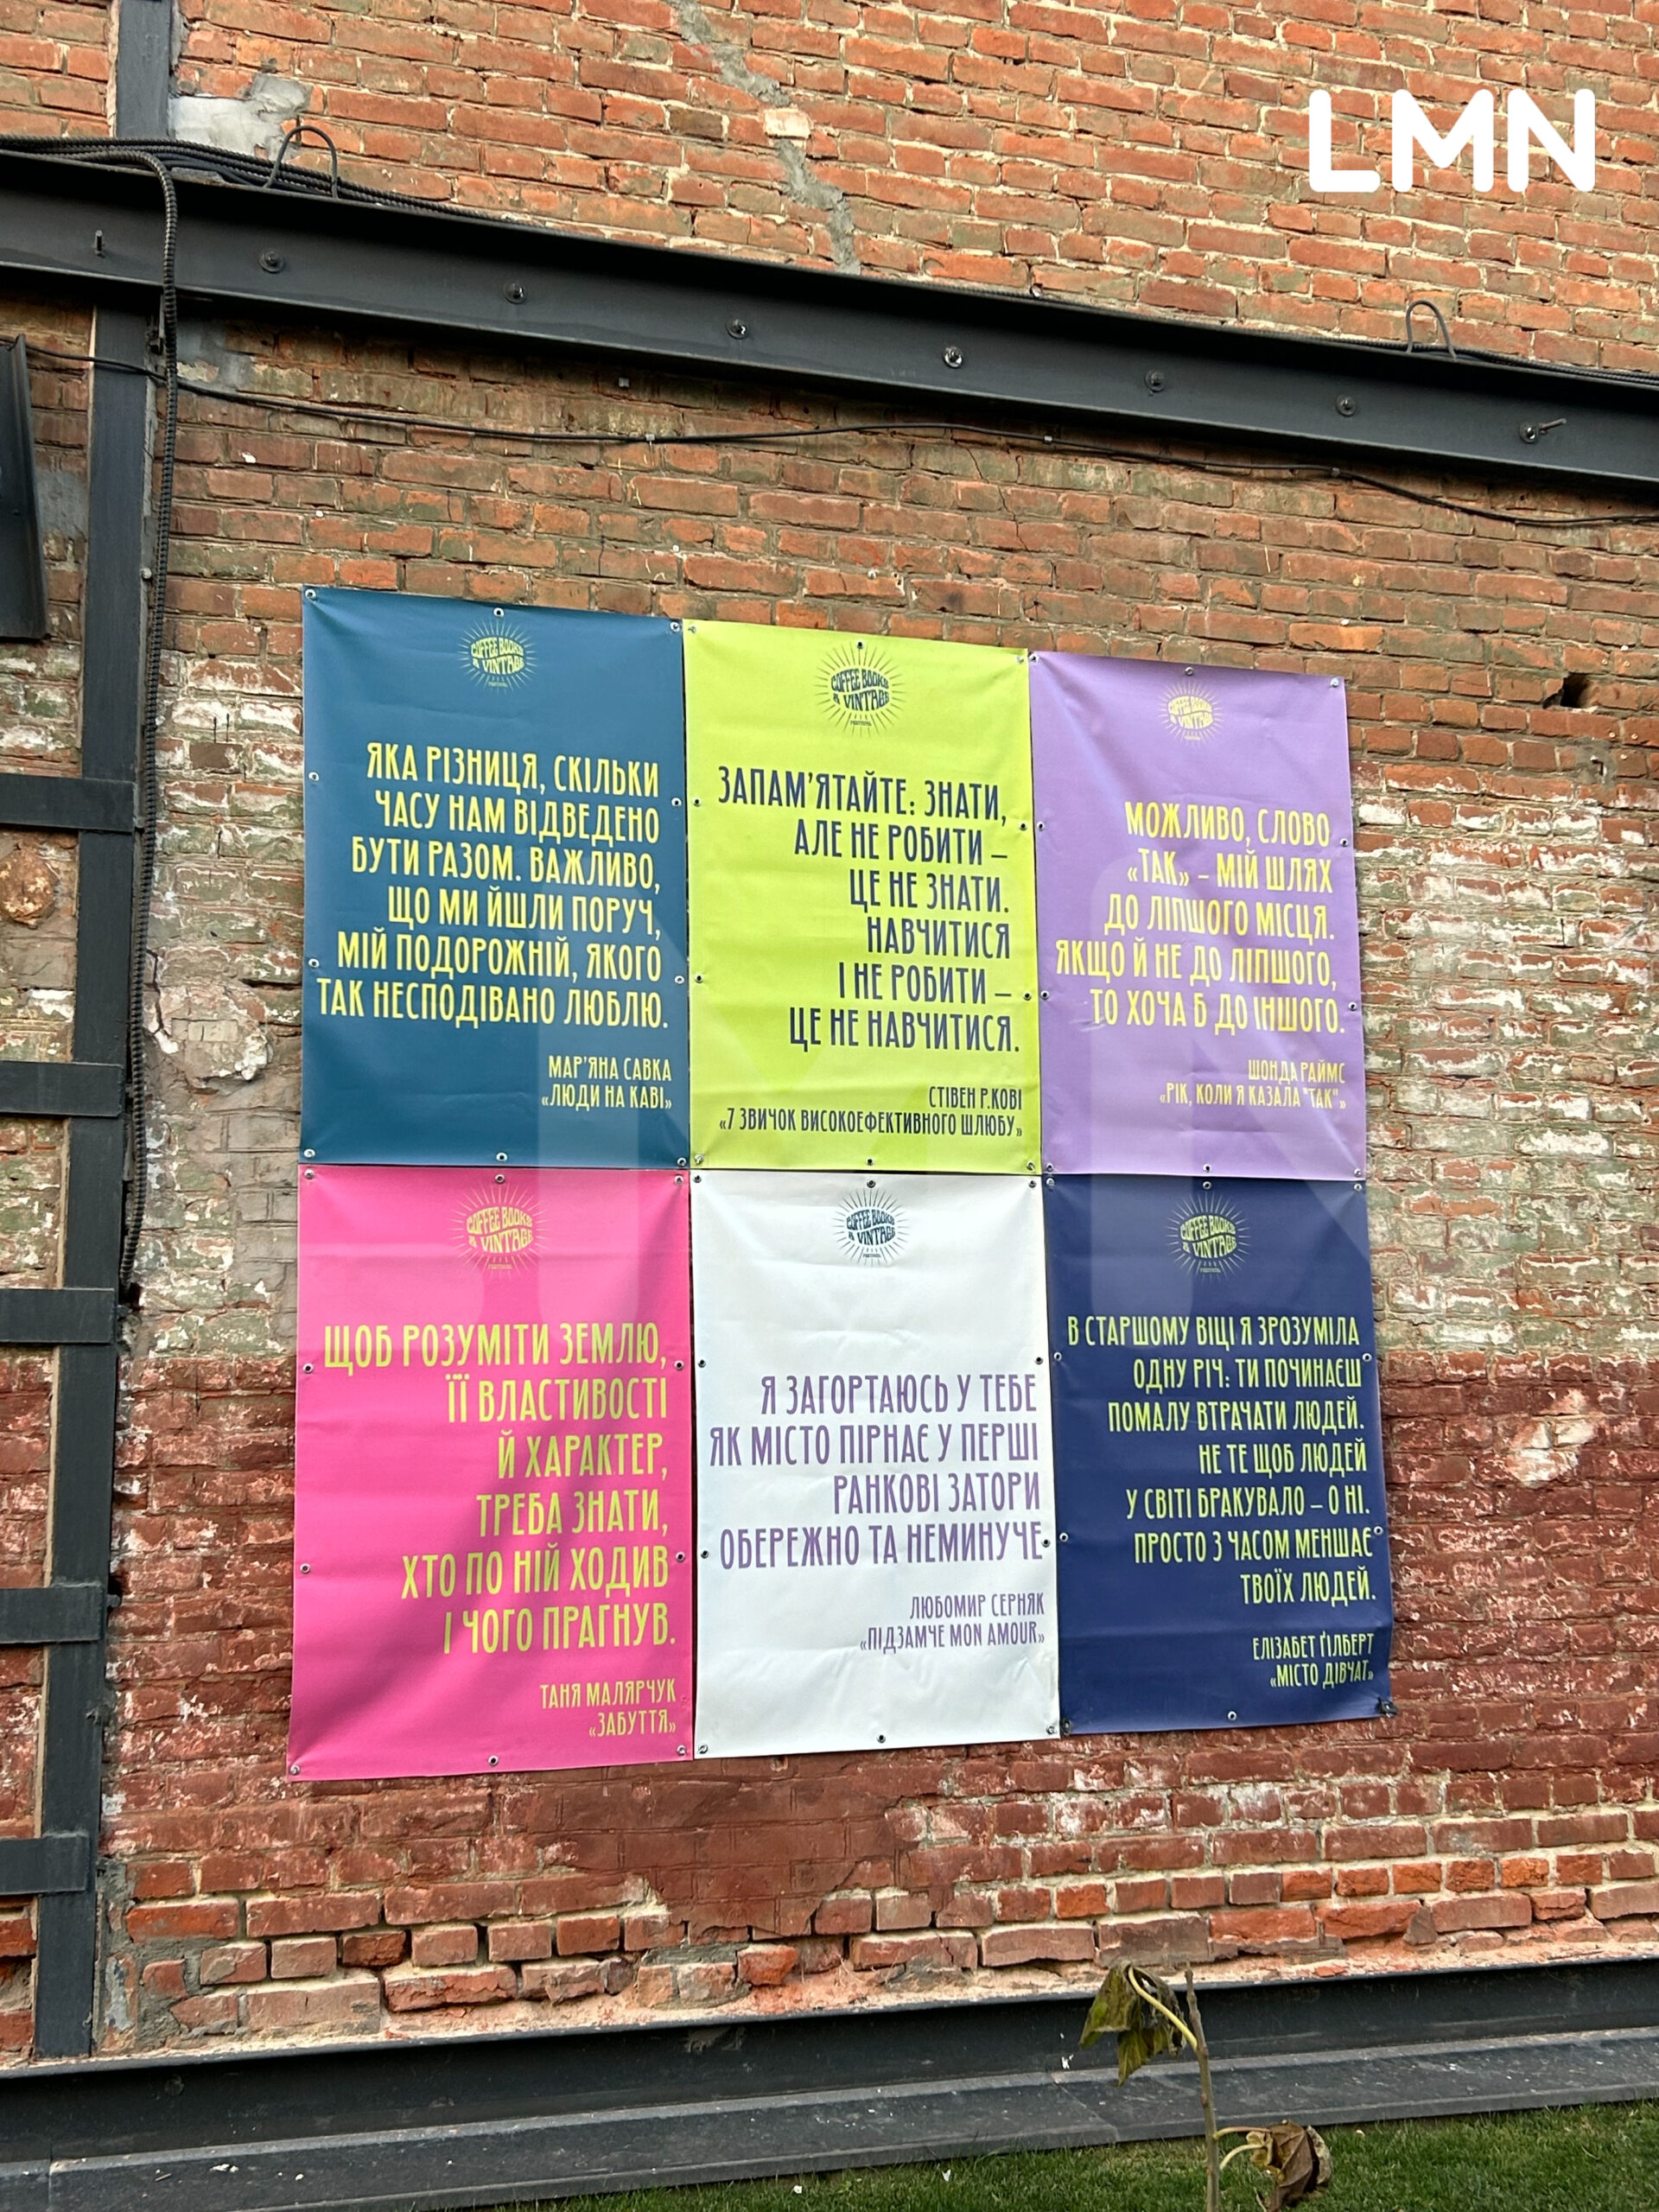 LMN
COFFEE BOOKS
& VINTAGE
FESTIVAL
ЯКА РІЗНИЦЯ, СКІЛЬКИ
ЧАСУ НАМ ВІДВЕДЕНО
БУТИ РАЗОМ. ВАЖЛИВО,
ЩО МИ ЙШЛИ ПОРУЧ,
МІЙ ПОДОРОЖНІЙ, ЯКОГО
ТАК НЕСПОДІВАНО ЛЮБЛЮ.
МАР'ЯНА САВКА
«ЛЮДИ НА КАВІ»
COFFEE BOOKS
& VINTAGE
FESTIVAL
ЗАПАМ'ЯТАЙТЕ: ЗНАТИ,
АЛЕ НЕ РОБИТИ –
ЦЕ НЕ ЗНАТИ.
НАВЧИТИСЯ
І НЕ РОБИТИ –
ЦЕ НЕ НАВЧИТИСЯ.
СТІВЕН Р.КОВІ
«7 ЗВИЧОК ВИСОКОЕФЕКТИВНОГО ШЛЮБУ»
COFFEE BOOKS
& VINTAGE
FESTIVAL
МОЖЛИВО, СЛОВО
«ТАК» – МІЙ ШЛЯХ
ДО ЛІПШОГО МІСЦЯ.
ЯКЩО Й НЕ ДО ЛІПШОГО,
ТО ХОЧА Б ДО ІНШОГО.
ШОНДА РАЙМС
«РІК, КОЛИ Я КАЗАЛА "ТАК"»
COFFEE BOOKS
& VINTAGE
FESTIVAL
ЩОБ РОЗУМІТИ ЗЕМЛЮ,
ЇЇ ВЛАСТИВОСТІ
Й ХАРАКТЕР,
ТРЕБА ЗНАТИ,
ХТО ПО НІЙ ХОДИВ
І ЧОГО ПРАГНУВ.
ТАНЯ МАЛЯРЧУК
«ЗАБУТТЯ»
COFFEE BOOKS
& VINTAGE
FESTIVAL
Я ЗАГОРТАЮСЬ У ТЕБЕ
ЯК МІСТО ПІРНАЄ У ПЕРШІ
РАНКОВІ ЗАТОРИ
ОБЕРЕЖНО ТА НЕМИНУЧЕ
ЛЮБОМИР СЕРНЯК
«ПІДЗАМЧЕ MON AMOUR»
COFFEE BOOKS
& VINTAGE
FESTIVAL
В СТАРШОМУ ВІЦІ Я ЗРОЗУМІЛА
ОДНУ РІЧ: ТИ ПОЧИНАЄШ
ПОМАЛУ ВТРАЧАТИ ЛЮДЕЙ.
НЕ ТЕ ЩОБ ЛЮДЕЙ
У СВІТІ БРАКУВАЛО – О НІ.
ПРОСТО З ЧАСОМ МЕНШАЄ
ТВОЇХ ЛЮДЕЙ.
ЕЛІЗАБЕТ ҐІЛБЕРТ
«МІСТО ДІВЧАТ»